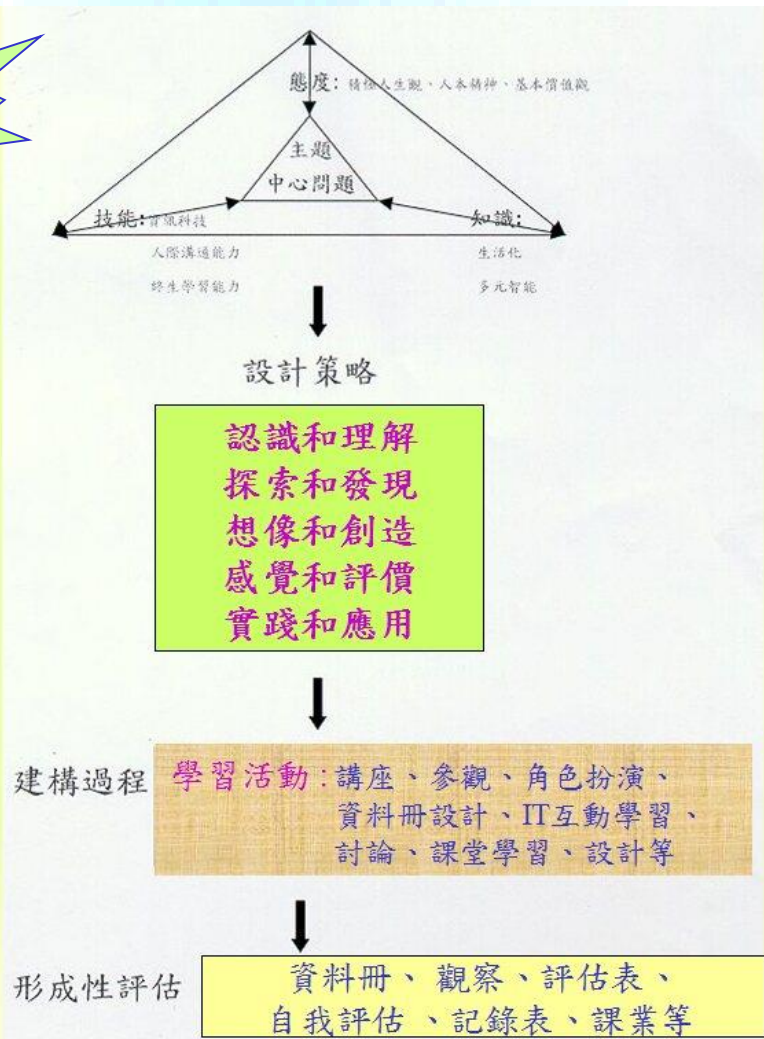 態度：積極人生觀、人本精神、基本價值觀
主題
中心問題
技能：資訊科技
知識：
人際溝通能力
生活化
終生學習能力
多元智能
設計策略
認識和理解
探索和發現
想像和創造
感覺和評價
實踐和應用
建構過程
學習活動：講座、參觀、角色扮演、
資料冊設計、IT互動學習、
討論、課堂學習、設計等
形成性評估
資料冊、 觀察、評估表、
自我評估 、記錄表、課業等